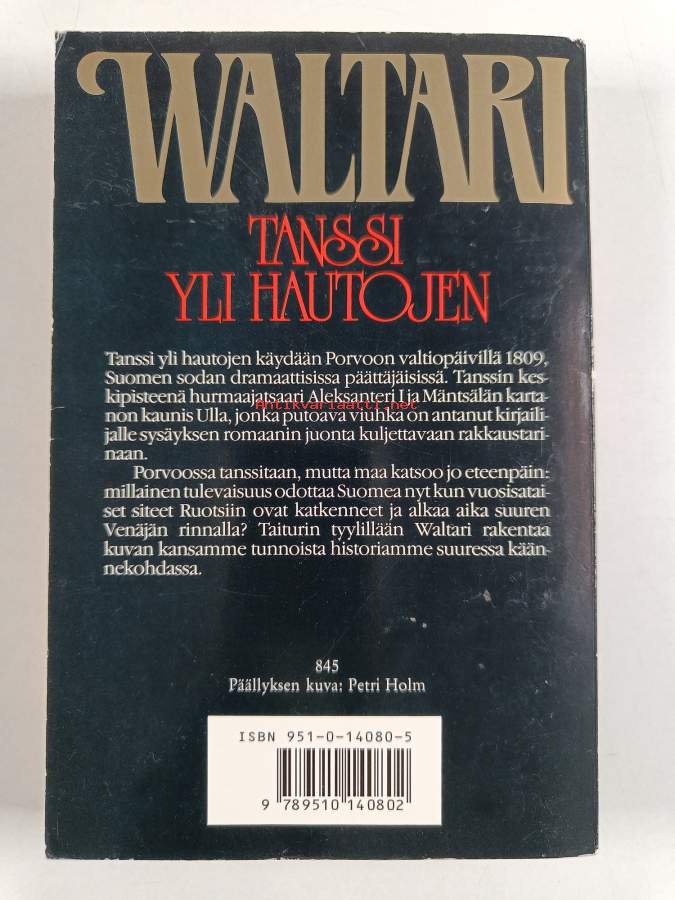 WALTARI
TANSSI
YLI HAUTOJEN
Tanssi yli hautojen käydään Porvoon valtiopäivillä 1809,
Suomen sodan dramaattisissa päättäjäisissä. Tanssin kes-
kipisteenä hurmaajatsaari Aleksanteri I ja Mäntsälän karta-
Antikvariaatti.net
non kaunis Ulla, jonka putoava viuhka on antanut kirjaili-
jalle sysäyksen romaanin juonta kuljettavaan rakkaustari-
naan.
Porvoossa tanssitaan, mutta maa katsoo jo eteenpäin:
millainen tulevaisuus odottaa Suomea nyt kun vuosisatai-
set siteet Ruotsiin ovat katkenneet ja alkaa aika suuren
Venäjän rinnalla? Taiturin tyylillään Waltari rakentaa
kuvan kansamme tunnoista historiamme suuressa kään-
nekohdassa.
845
Päällyksen kuva: Petri Holm
ISBN 951-0-14080-5
9 789510 140802